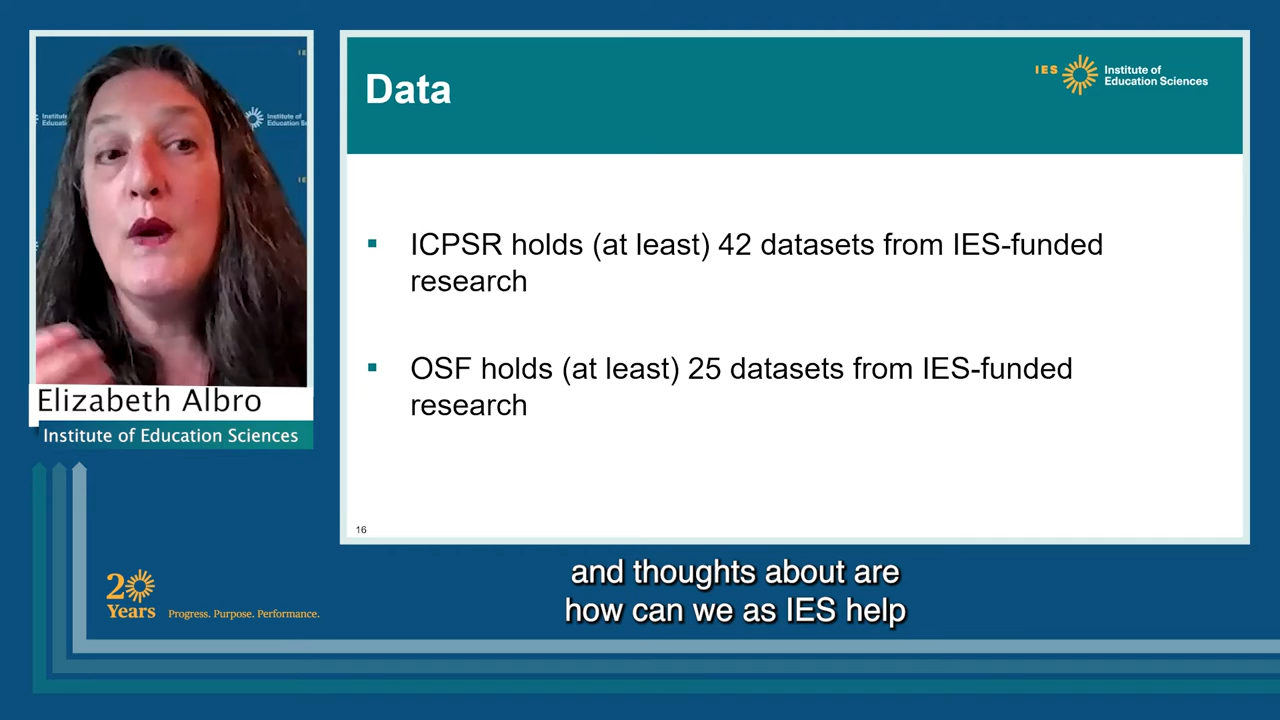 Data
IES
Institute of
Education Sciences
ICPSR holds (at least) 42 datasets from IES-funded
research
OSF holds (at least) 25 datasets from IES-funded
research
16
Elizabeth Albro
Institute of Education Sciences
20
Years
Progress. Purpose. Performance.
and thoughts about are
how can we as IES help